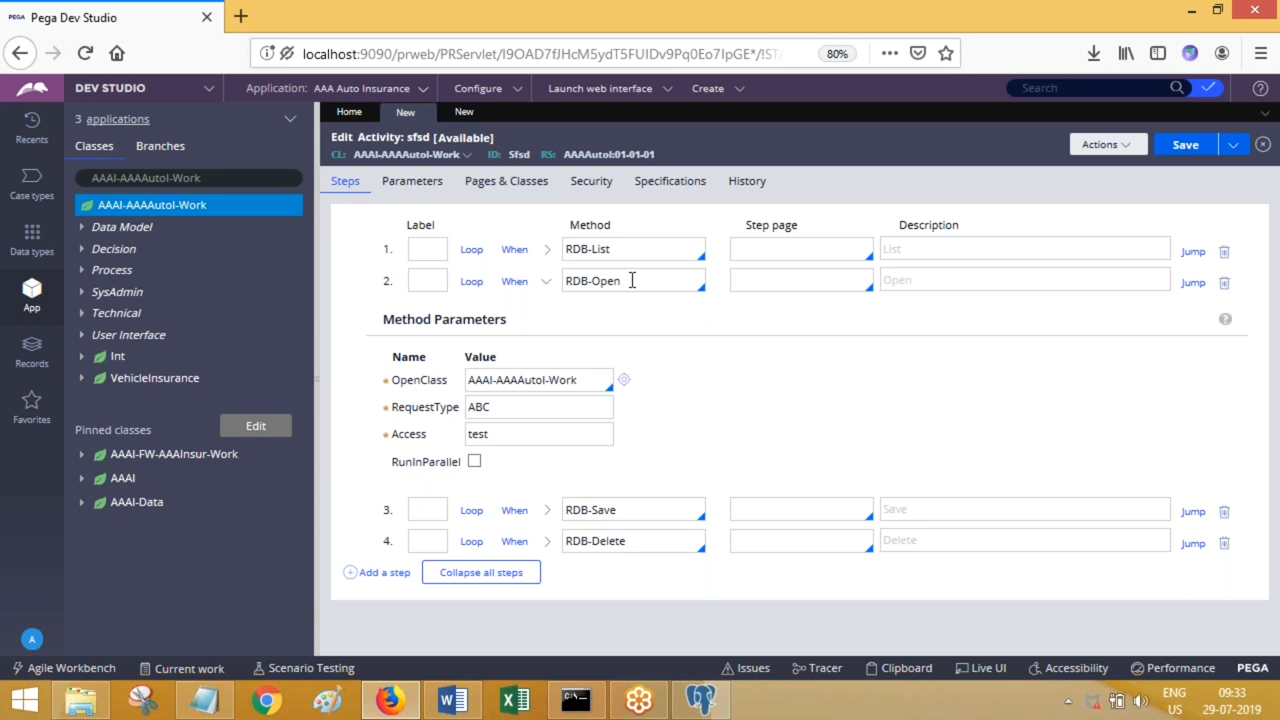 PEGA Pega Dev Studio
localhost:9090/prweb/PRServlet/I9OAD7fJHcM5ydT5FUIDv9Pq0Eo7IpGE*/!ST 80%
DEV STUDIO Application: AAA Auto Insurance Configure Launch web interface Create Search
3 applications Home New New
Recents
Classes Branches
Edit Activity: sfsd [Available]
CL: AAAI-AAAAutoI-Work ID: Sfsd RS: AAAAutoI:01-01-01
Actions Save
Case types
AAAI-AAAAutoI-Work
Steps Parameters Pages & Classes Security Specifications History
AAAI-AAAAutoI-Work
Data types
Data Model
Decision
Process
App
SysAdmin
Technical
User Interface
Records
Int
VehicleInsurance
Favorites
Pinned classes Edit
AAAI-FW-AAAInsur-Work
AAAI
AAAI-Data
A
Label Method Step page Description
1. Loop When RDB-List List Jump
2. Loop When RDB-Open Open Jump
Method Parameters
Name Value
OpenClass AAAI-AAAAutoI-Work
RequestType ABC
Access test
RunInParallel
3. Loop When RDB-Save Save Jump
4. Loop When RDB-Delete Delete Jump
Add a step Collapse all steps
Agile Workbench Current work Scenario Testing Issues Tracer Clipboard Live UI Accessibility Performance PEGA
ENG 09:33
US 29-07-2019